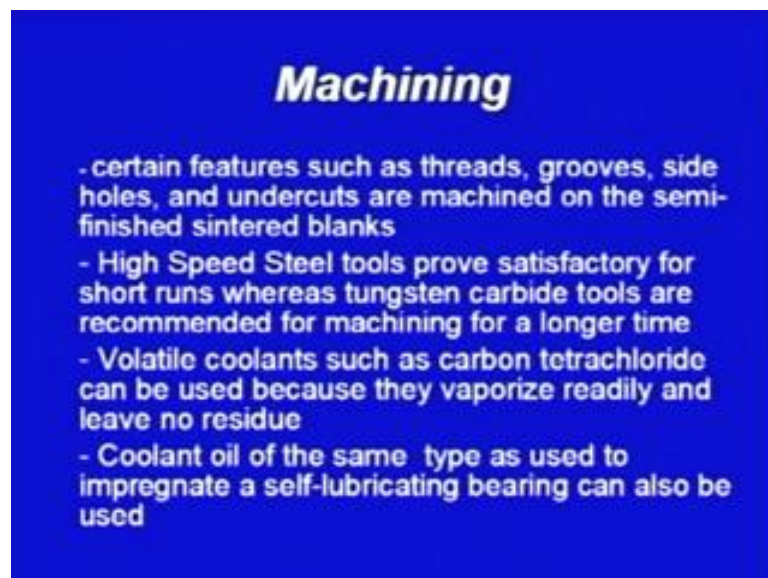 Machining
- certain features such as threads, grooves, side
holes, and undercuts are machined on the semi-
finished sintered blanks
- High Speed Steel tools prove satisfactory for
short runs whereas tungsten carbide tools are
recommended for machining for a longer time
- Volatile coolants such as carbon tetrachloride
can be used because they vaporize readily and
leave no residue
- Coolant oil of the same type as used to
impregnate a self-lubricating bearing can also be
used